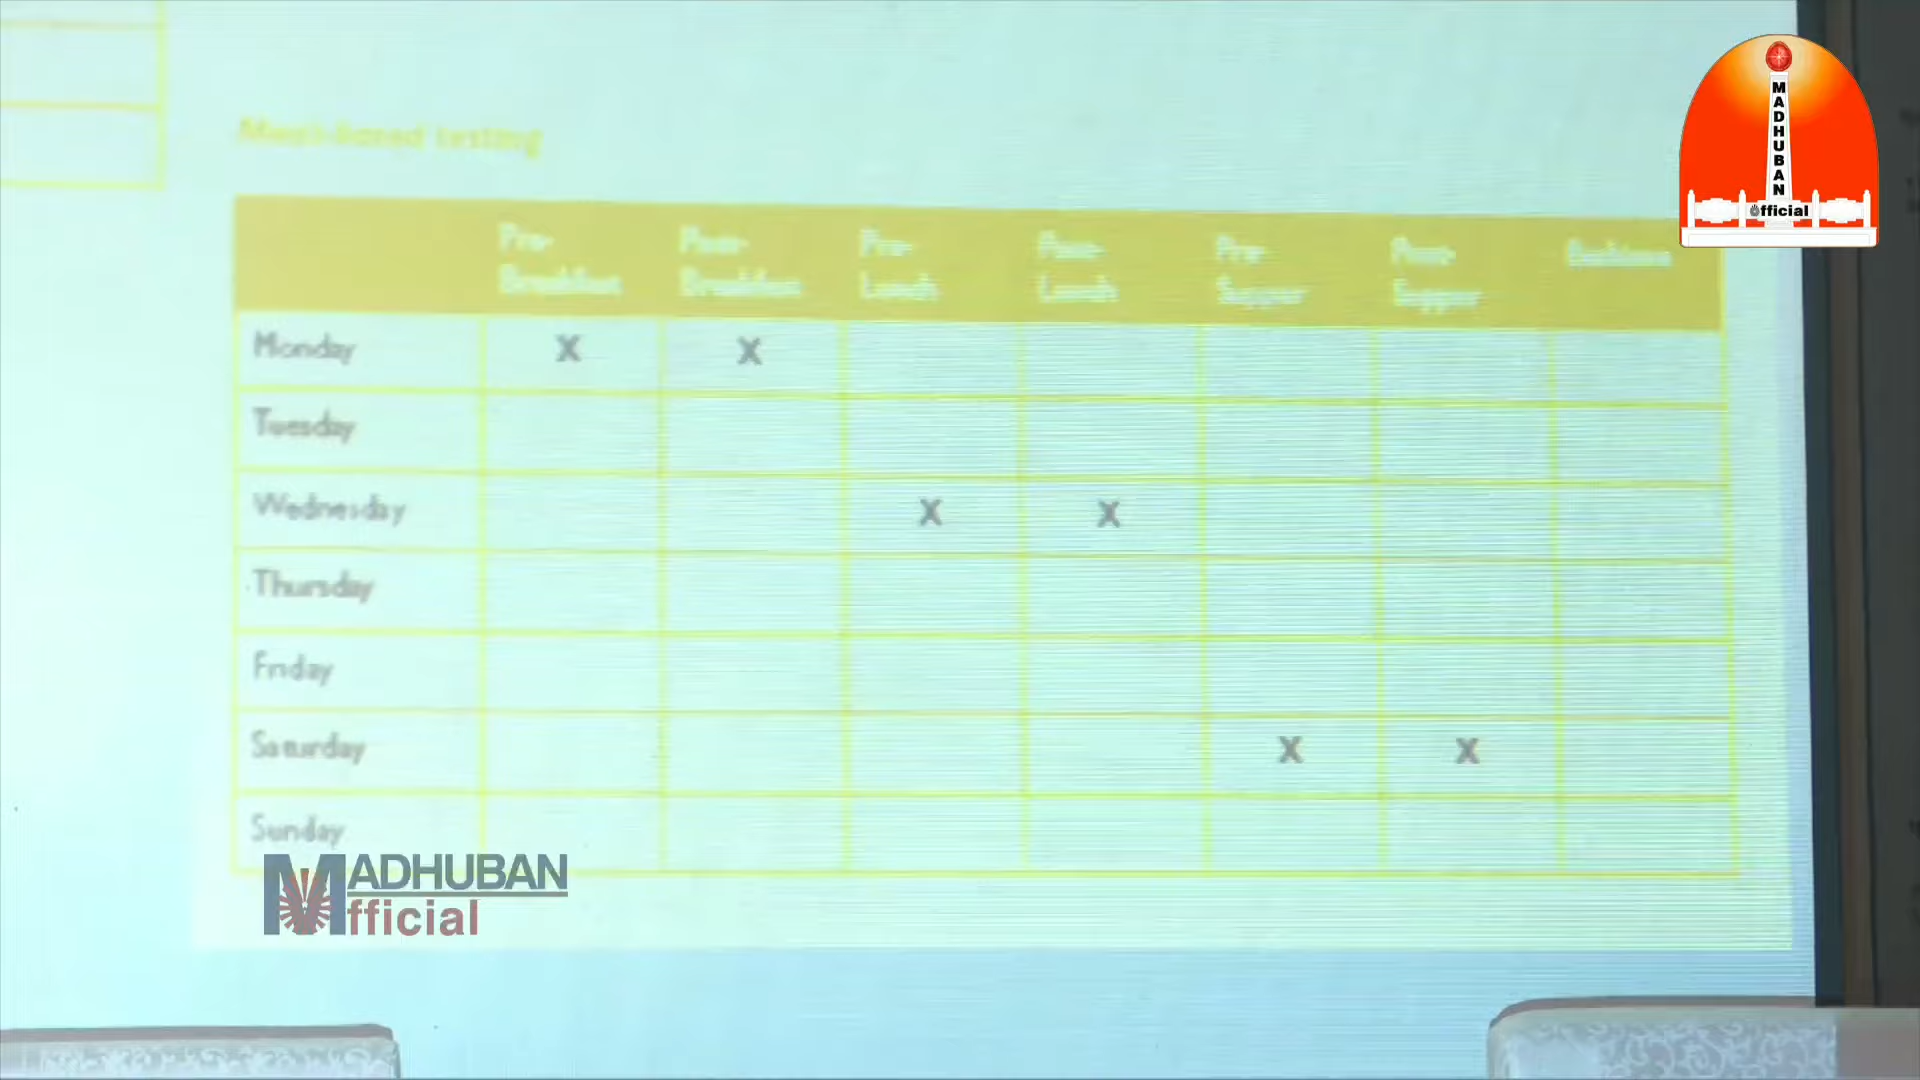 MADHUBAN
official
Meal-based testing
Pre-Breakfast Post-Breakfast Pre-Lunch Post-Lunch Pre-Supper Post-Supper Bedtime
Monday X X
Tuesday
Wednesday X X
Thursday
Friday
Saturday X X
Sunday
MADHUBAN
fficial